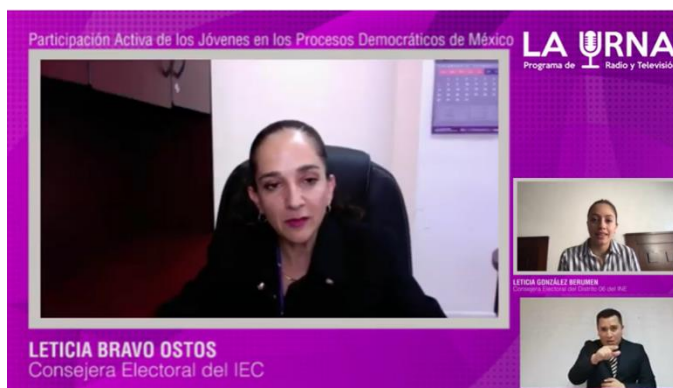 Participación Activa de los Jóvenes en los Procesos Democráticos de México
LA URNA
Programa de Radio y Televisió
LETICIA GONZÁLEZ BERUMEN
Consejera Electoral del Distrito 06 del INE
LETICIA BRAVO OSTOS
Consejera Electoral del IEC